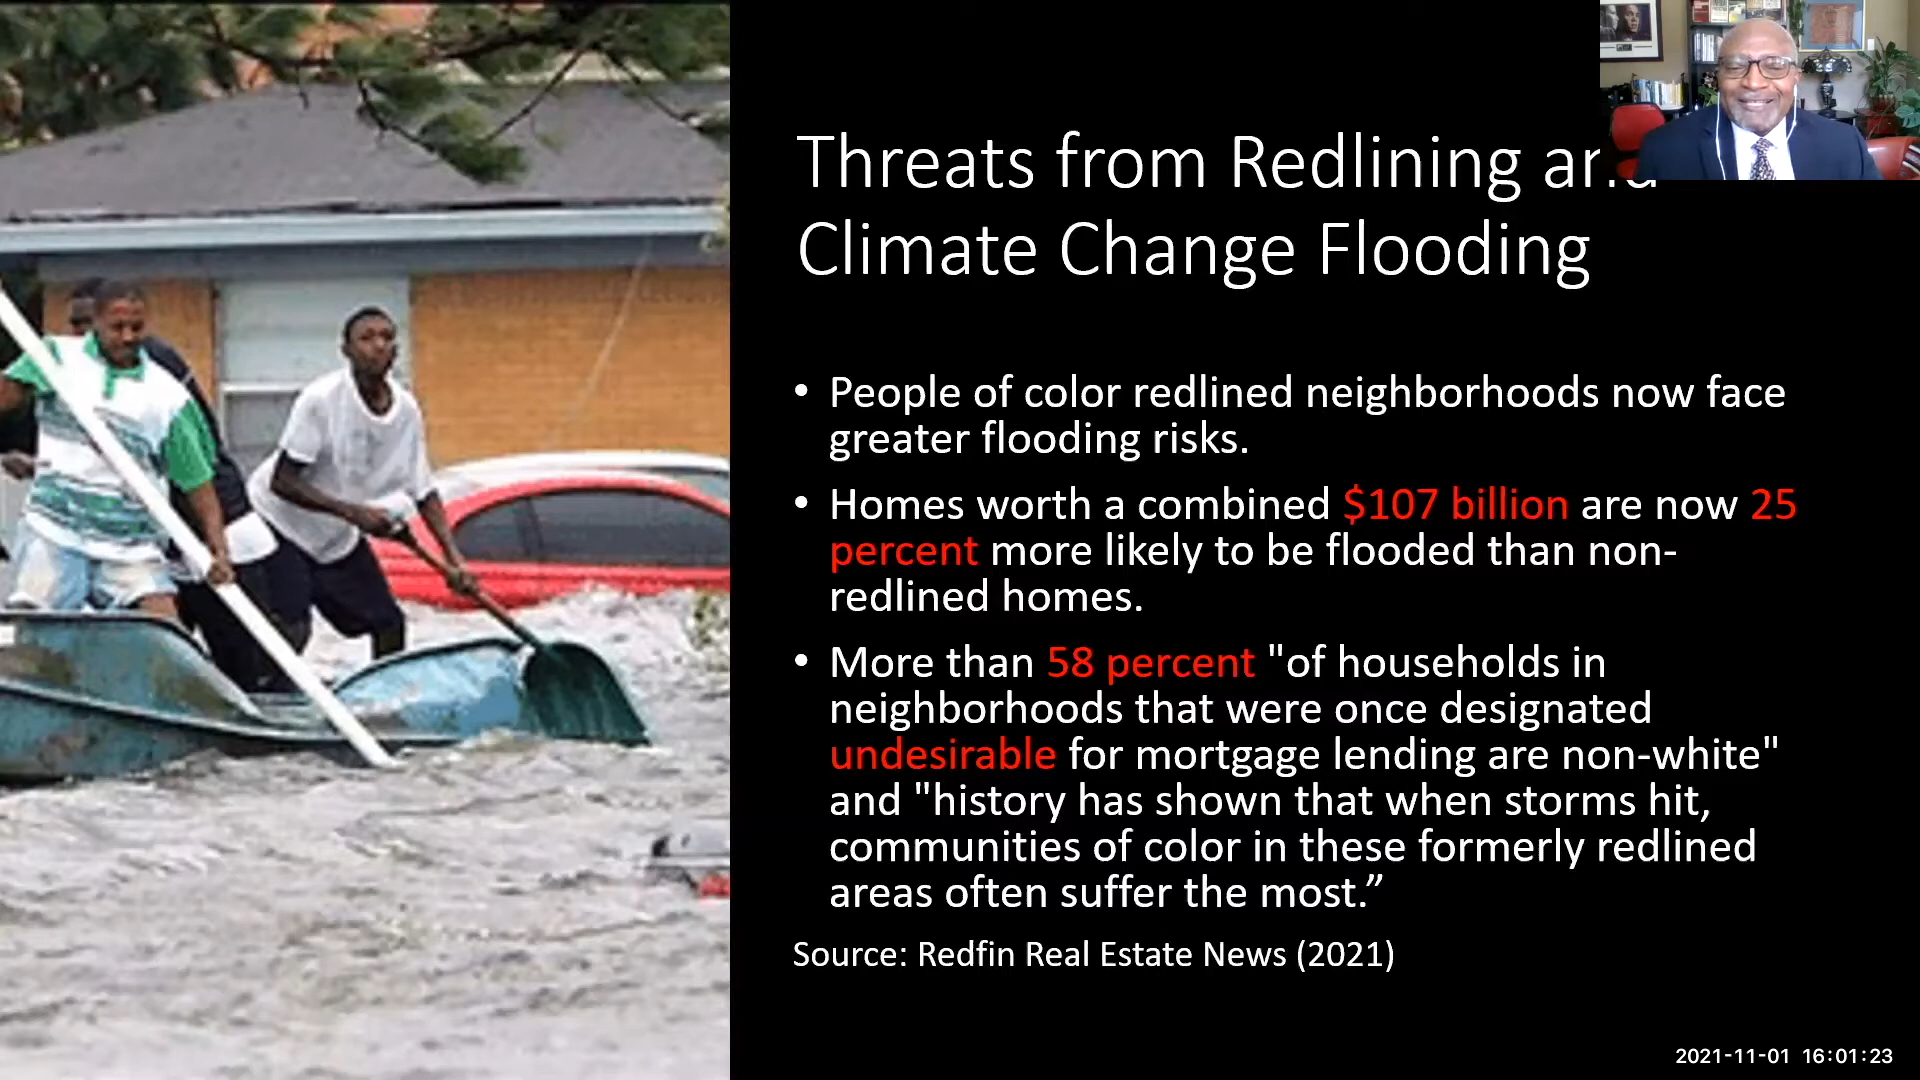 Threats from Redlining and
Climate Change Flooding
• People of color redlined neighborhoods now face
greater flooding risks.
• Homes worth a combined $107 billion are now 25
percent more likely to be flooded than non-
redlined homes.
• More than 58 percent "of households in
neighborhoods that were once designated
undesirable for mortgage lending are non-white"
and "history has shown that when storms hit,
communities of color in these formerly redlined
areas often suffer the most.”
Source: Redfin Real Estate News (2021)
2021-11-01 16:01:23